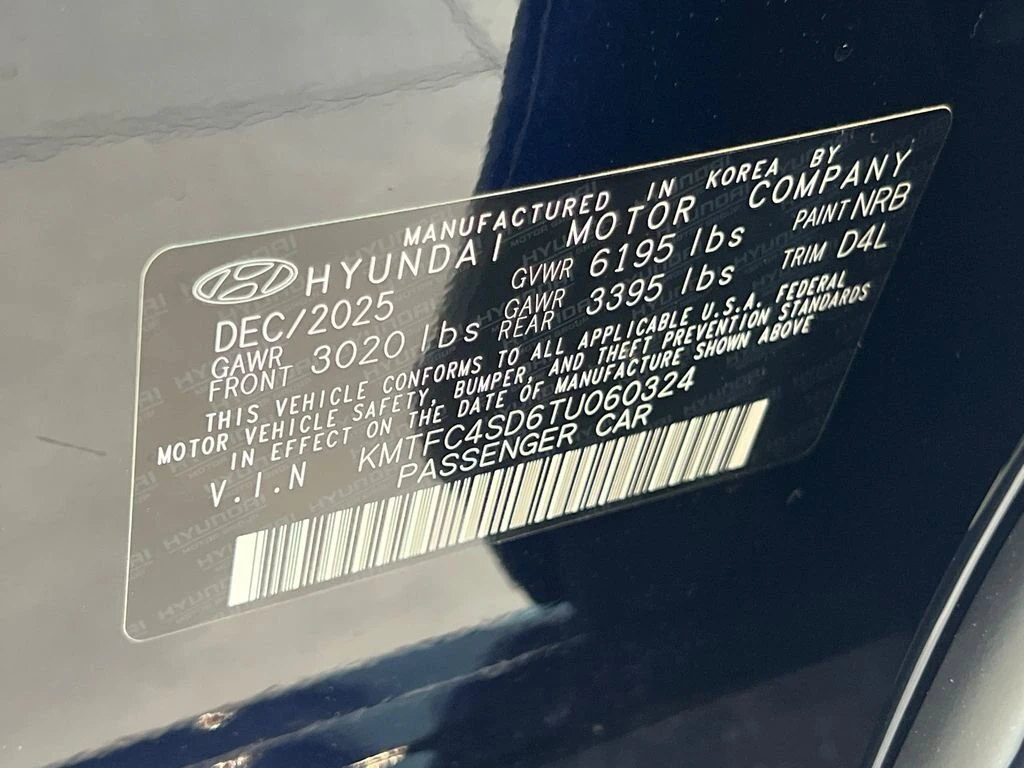 MANUFACTURED IN KOREA BY
HYUNDAI MOTOR COMPANY
DEC/2025 GVWR 6195 lbs PAINT NRB
GAWR FRONT 3020 lbs GAWR REAR 3395 lbs TRIM D4L
THIS VEHICLE CONFORMS TO ALL APPLICABLE U.S.A. FEDERAL
MOTOR VEHICLE SAFETY, BUMPER, AND THEFT PREVENTION STANDARDS
IN EFFECT ON THE DATE OF MANUFACTURE SHOWN ABOVE
V.I.N KMTFC4SD6TU060324
PASSENGER CAR